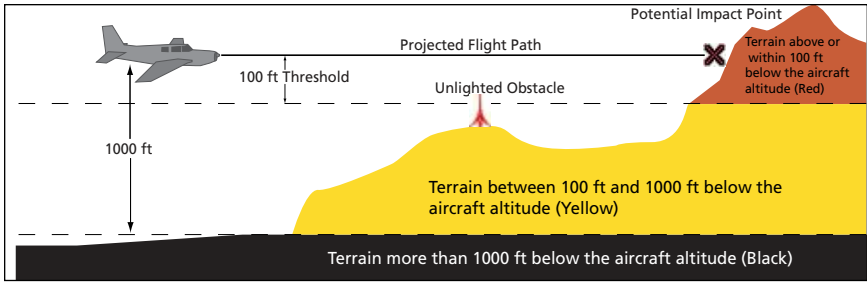 Potential Impact Point
Projected Flight Path
Terrain above or
within 100 ft
below the aircraft
altitude (Red)
100 ft Threshold
Unlighted Obstacle
1000 ft
Terrain between 100 ft and 1000 ft below the
aircraft altitude (Yellow)
Terrain more than 1000 ft below the aircraft altitude (Black)